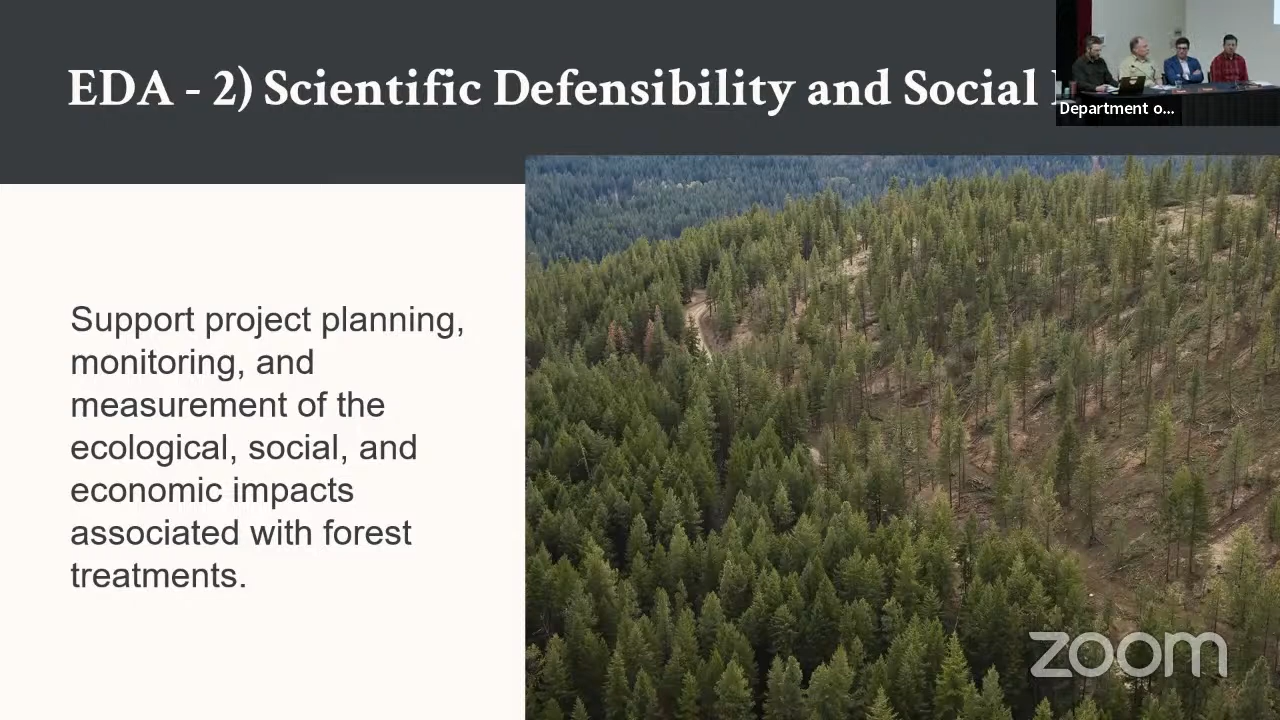 EDA - 2) Scientific Defensibility and Social
Department o...
Support project planning,
monitoring, and
measurement of the
ecological, social, and
economic impacts
associated with forest
treatments.
zoom